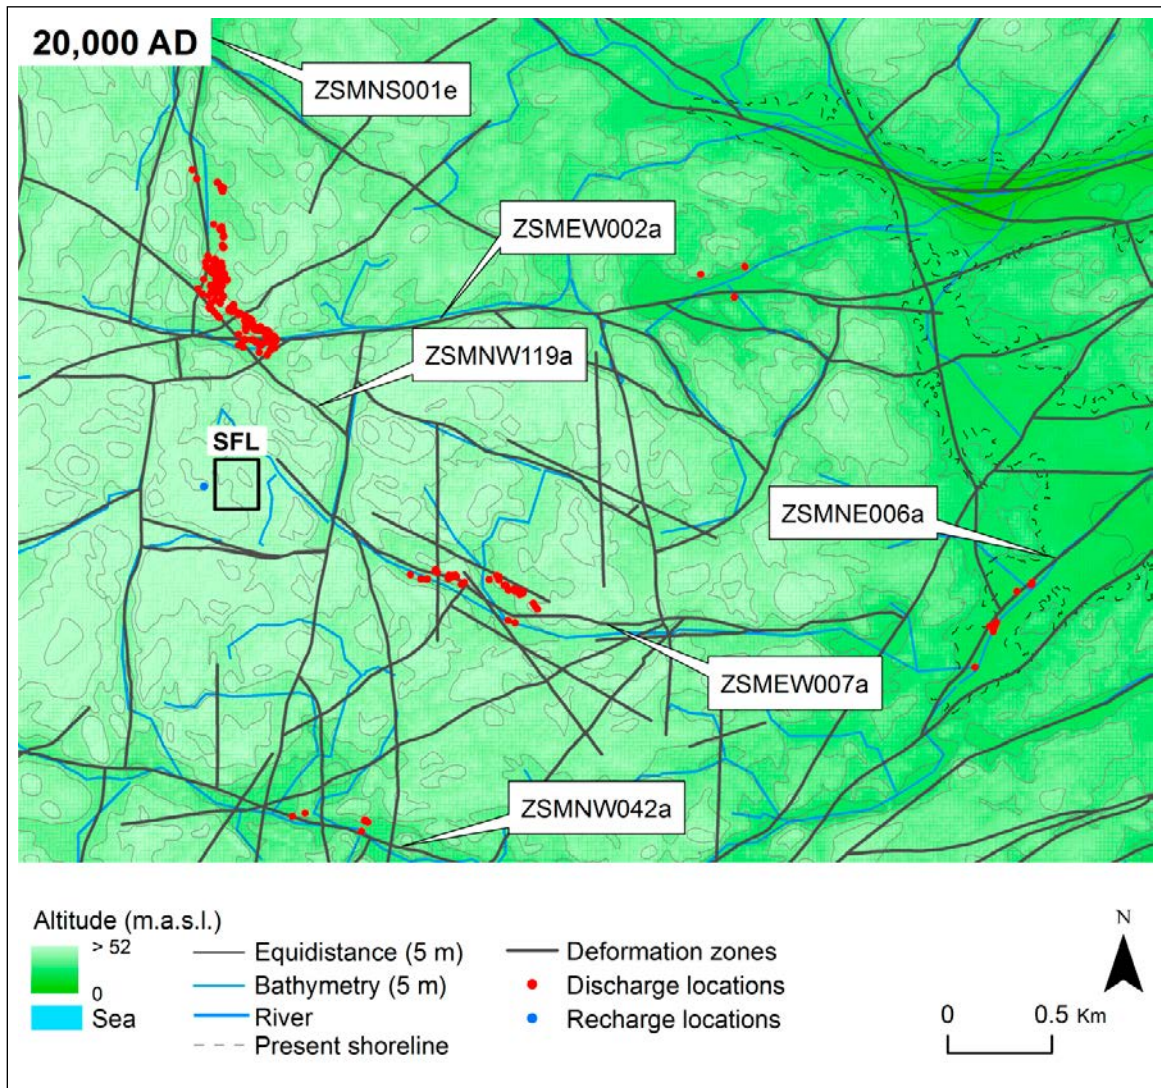 20,000 AD
ZSMNS001e
ZSMEW002a
ZSMNW119a
SFL
ZSMNE006a
ZSMEW007a
ZSMNW042a
Altitude (m.a.s.l.)
> 52
0
Sea
Equidistance (5 m)
Bathymetry (5 m)
River
Present shoreline
Deformation zones
Discharge locations
Recharge locations
N
0 0.5 Km